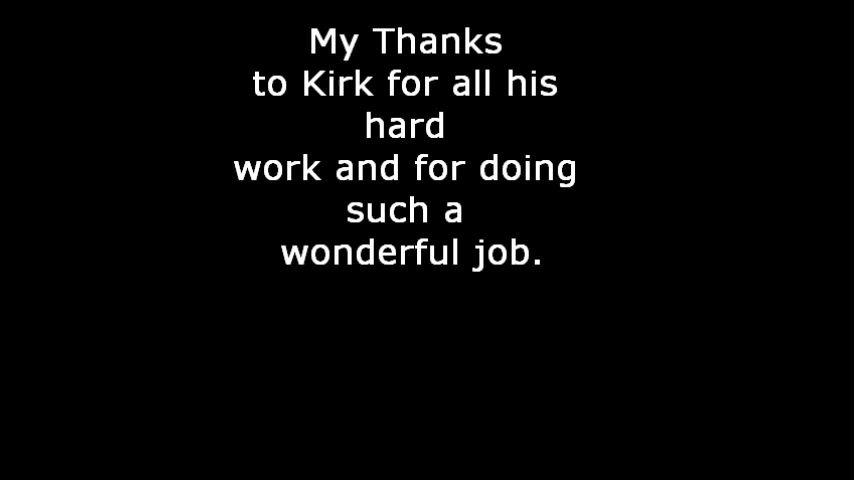 My Thanks
to Kirk for all his
hard
work and for doing
such a
wonderful job.